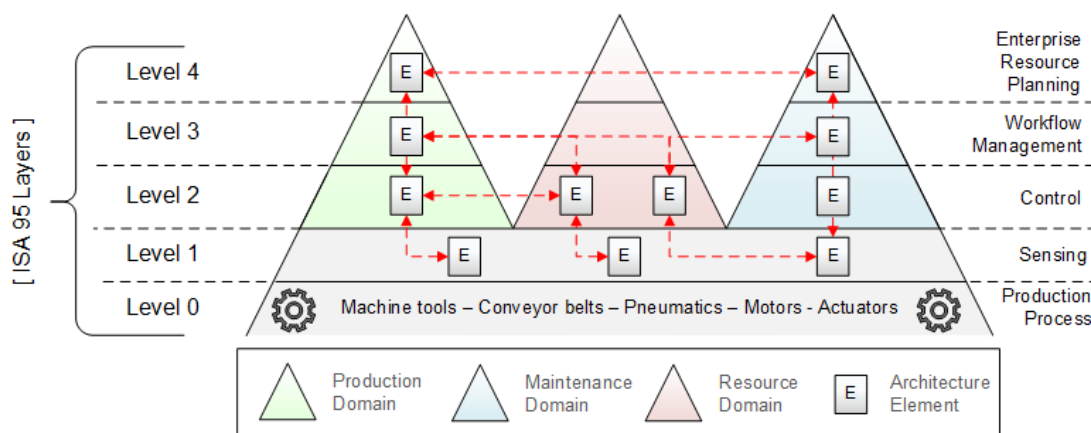 [ ISA 95 Layers ]
Level 4
E
E
Enterprise
Resource
Planning
Level 3
E
E
Workflow
Management
Level 2
E
E
E
E
Control
Level 1
E
E
E
Sensing
Level 0
Machine tools – Conveyor belts – Pneumatics – Motors - Actuators
Production
Process
Production
Domain
Maintenance
Domain
Resource
Domain
E
Architecture
Element